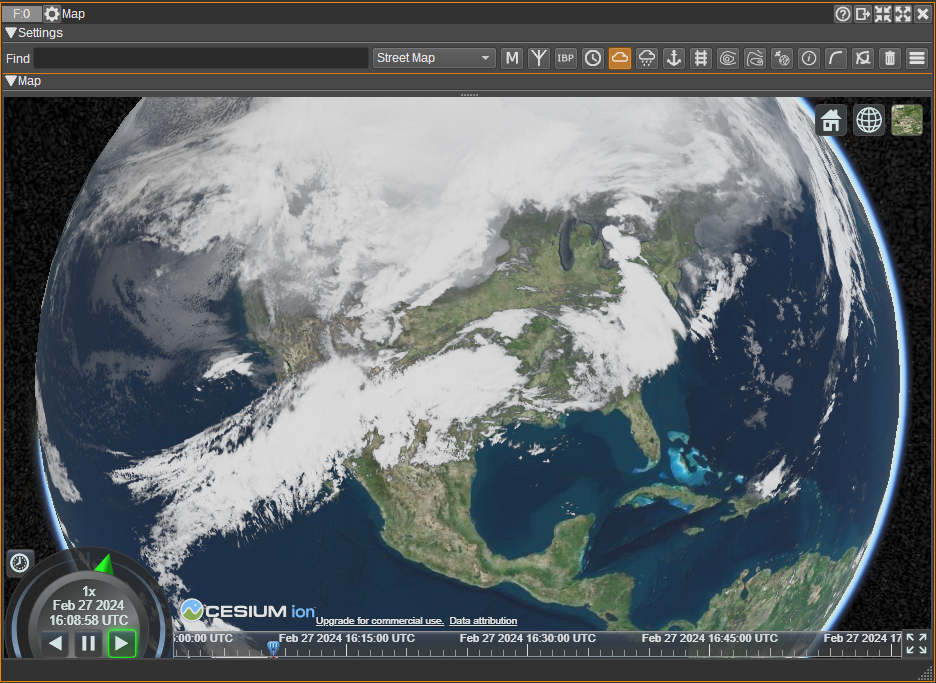 F:0 Map
Settings
Find Street Map M IBP
Map
1x
Feb 27 2024
16:08:58 UTC
CESIUM ion
Upgrade for commercial use. Data attribution
:00:00 UTC Feb 27 2024 16:15:00 UTC Feb 27 2024 16:30:00 UTC Feb 27 2024 16:45:00 UTC Feb 27 2024 17